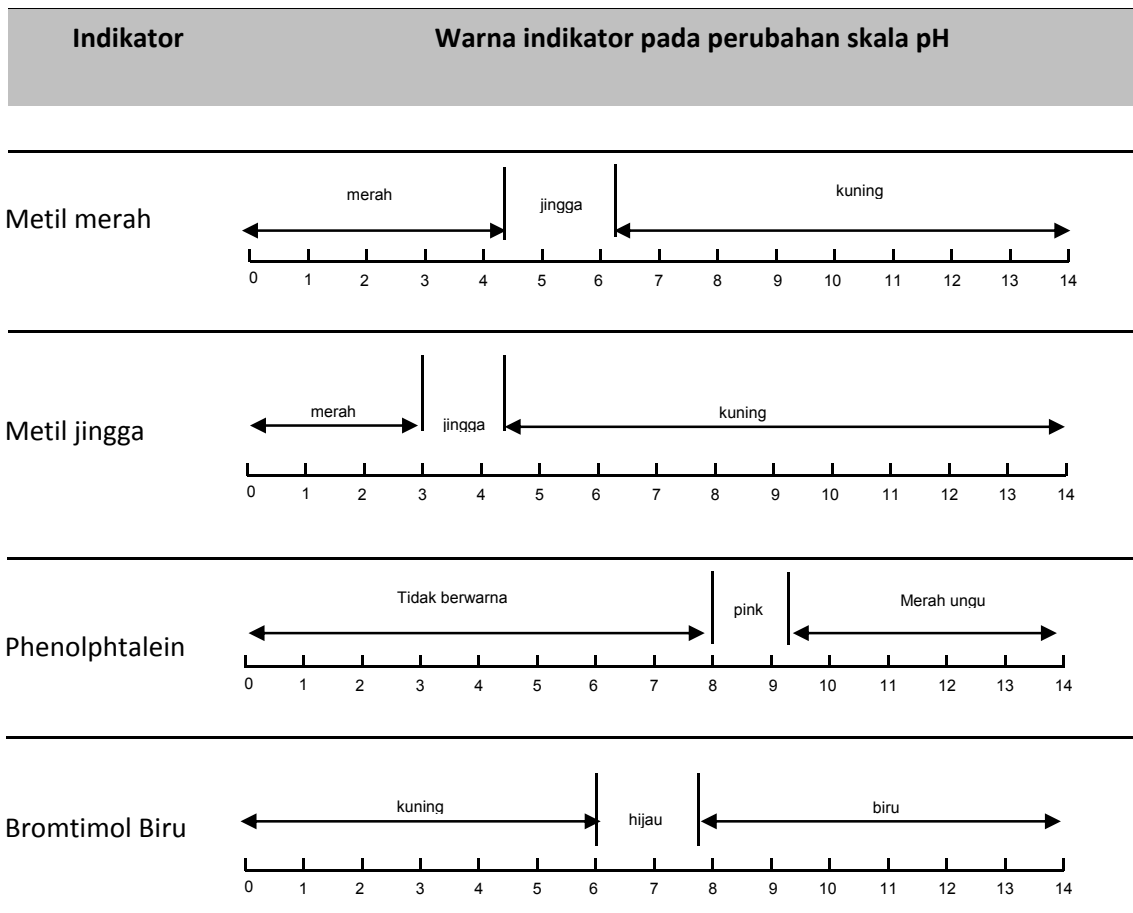 Indikator Warna indikator pada perubahan skala pH
merah jingga kuning
Metil merah
0 1 2 3 4 5 6 7 8 9 10 11 12 13 14
merah jingga kuning
Metil jingga
0 1 2 3 4 5 6 7 8 9 10 11 12 13 14
Tidak berwarna pink Merah ungu
Phenolphtalein
0 1 2 3 4 5 6 7 8 9 10 11 12 13 14
kuning hijau biru
Bromtimol Biru
0 1 2 3 4 5 6 7 8 9 10 11 12 13 14